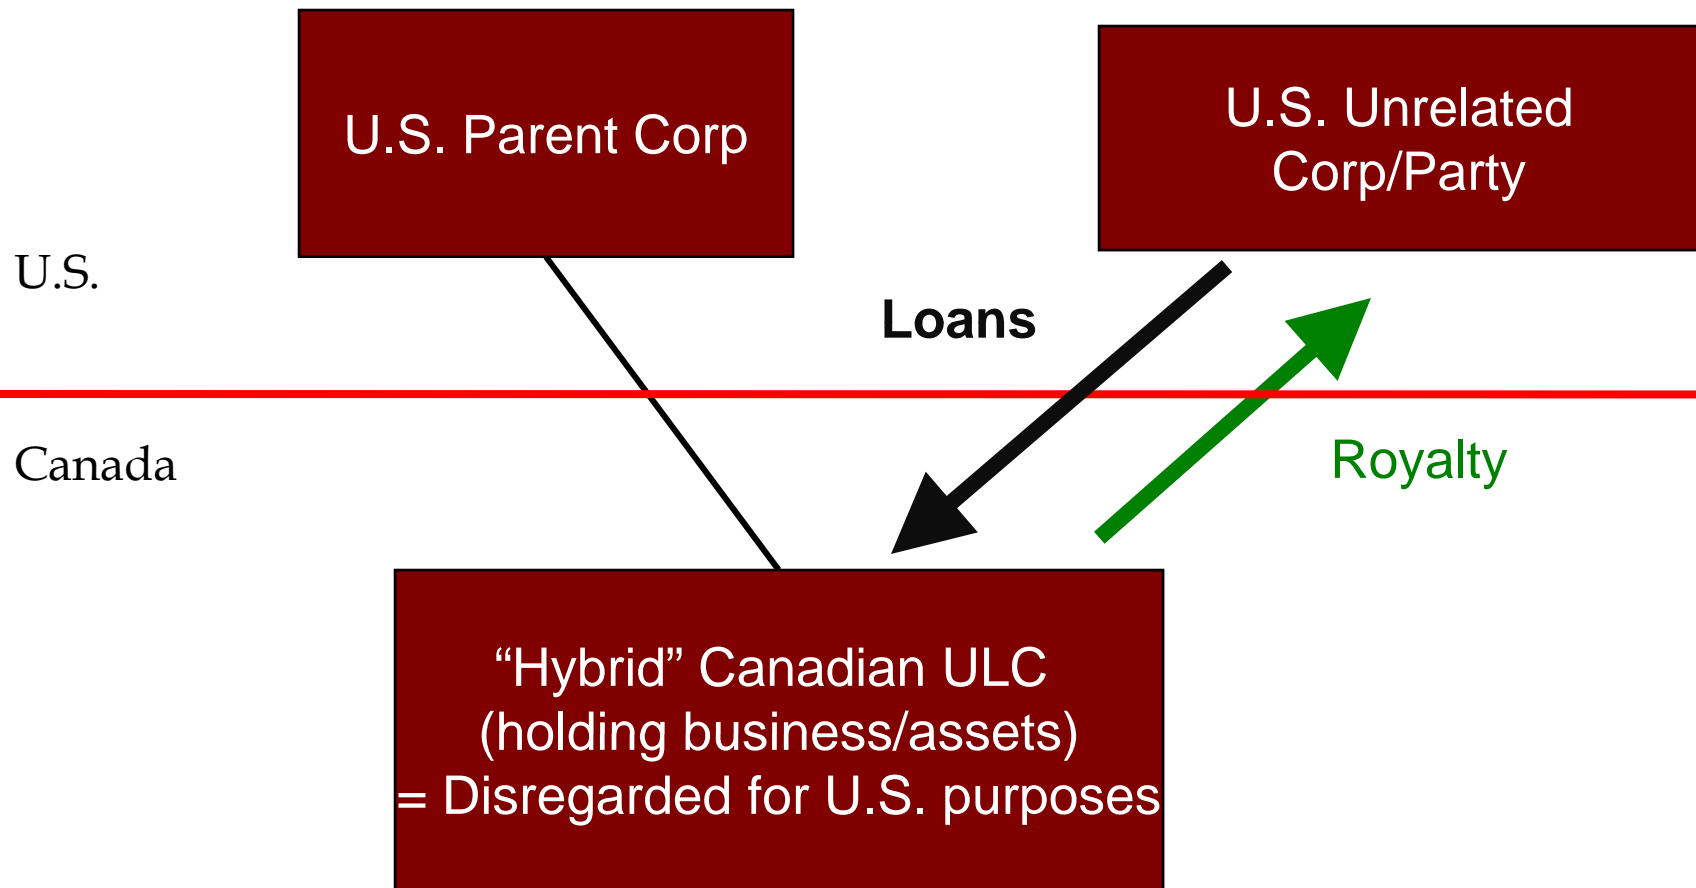 U.S. Parent Corp
U.S. Unrelated
Corp/Party
U.S.
Loans
Canada
Royalty
“Hybrid” Canadian ULC
(holding business/assets)
= Disregarded for U.S. purposes